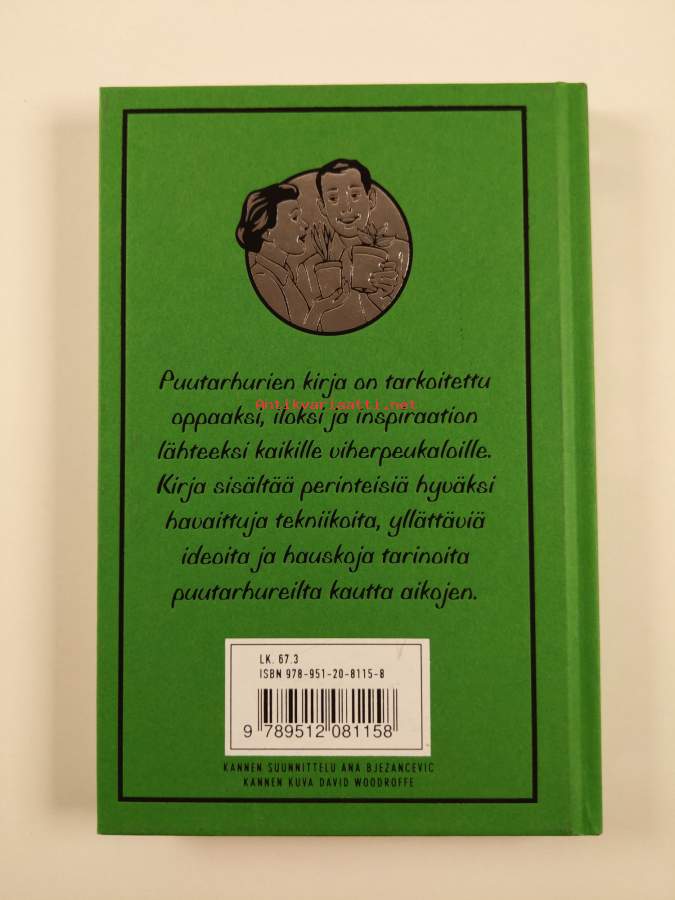 Puutarhurien kirja on tarkoitettu
Antikvariaatti.net
oppaaksi, iloksi ja inspiraation
lähteeksi kaikille viherpeukaloille.
Kirja sisältää perinteisiä hyväksi
havaittuja tekniikoita, yllättäviä
ideoita ja hauskoja tarinoita
puutarhureilta kautta aikojen.
LK. 67.3
ISBN 978-951-20-8115-8
9 789512 081158
KANNEN SUUNNITTELU ANA BJEZANCEVIC
KANNEN KUVA DAVID WOODROFFE